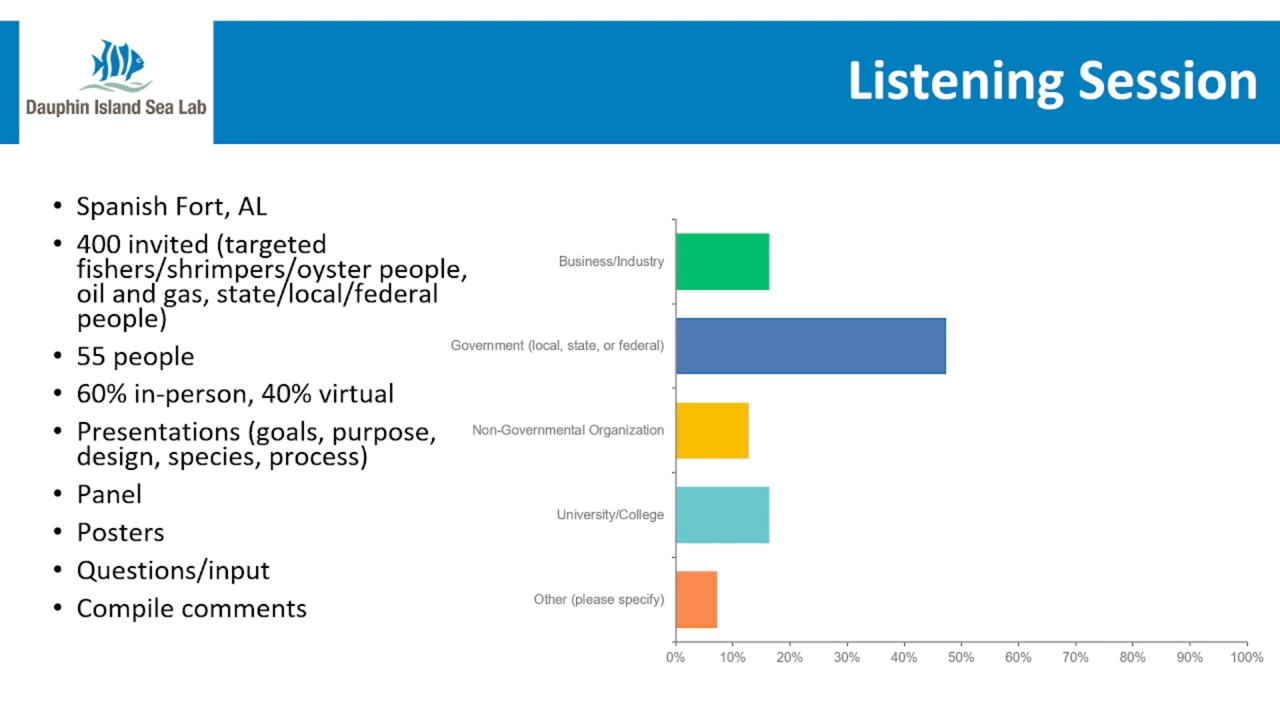 Dauphin Island Sea Lab
Listening Session
• Spanish Fort, AL
• 400 invited (targeted
fishers/shrimpers/oyster people,
oil and gas, state/local/federal
people)
• 55 people
• 60% in-person, 40% virtual
• Presentations (goals, purpose,
design, species, process)
• Panel
• Posters
• Questions/input
• Compile comments
Business/Industry
Government (local, state, or federal)
Non-Governmental Organization
University/College
Other (please specify)
0% 10% 20% 30% 40% 50% 60% 70% 80% 90% 100%